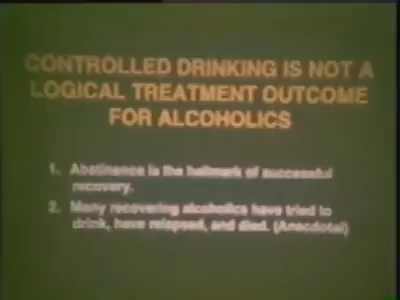 CONTROLLED DRINKING IS NOT A
LOGICAL TREATMENT OUTCOME
FOR ALCOHOLICS
1. Abstinence is the hallmark of successful
recovery.
2. Many recovering alcoholics have tried to
drink, have relapsed, and died. (Anecdotal)